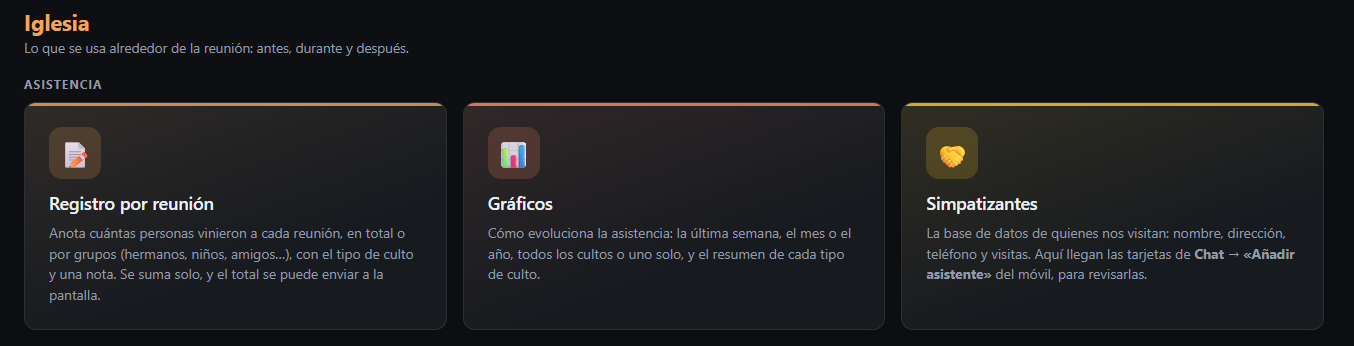 Iglesia
Lo que se usa alrededor de la reunión: antes, durante y después.
ASISTENCIA
Registro por reunión
Anota cuántas personas vinieron a cada reunión, en total o
por grupos (hermanos, niños, amigos...), con el tipo de culto
y una nota. Se suma solo, y el total se puede enviar a la
pantalla.
Gráficos
Cómo evoluciona la asistencia: la última semana, el mes o el
año, todos los cultos o uno solo, y el resumen de cada tipo
de culto.
Simpatizantes
La base de datos de quienes nos visitan: nombre, dirección,
teléfono y visitas. Aquí llegan las tarjetas de Chat → «Añadir
asistente» del móvil, para revisarlas.